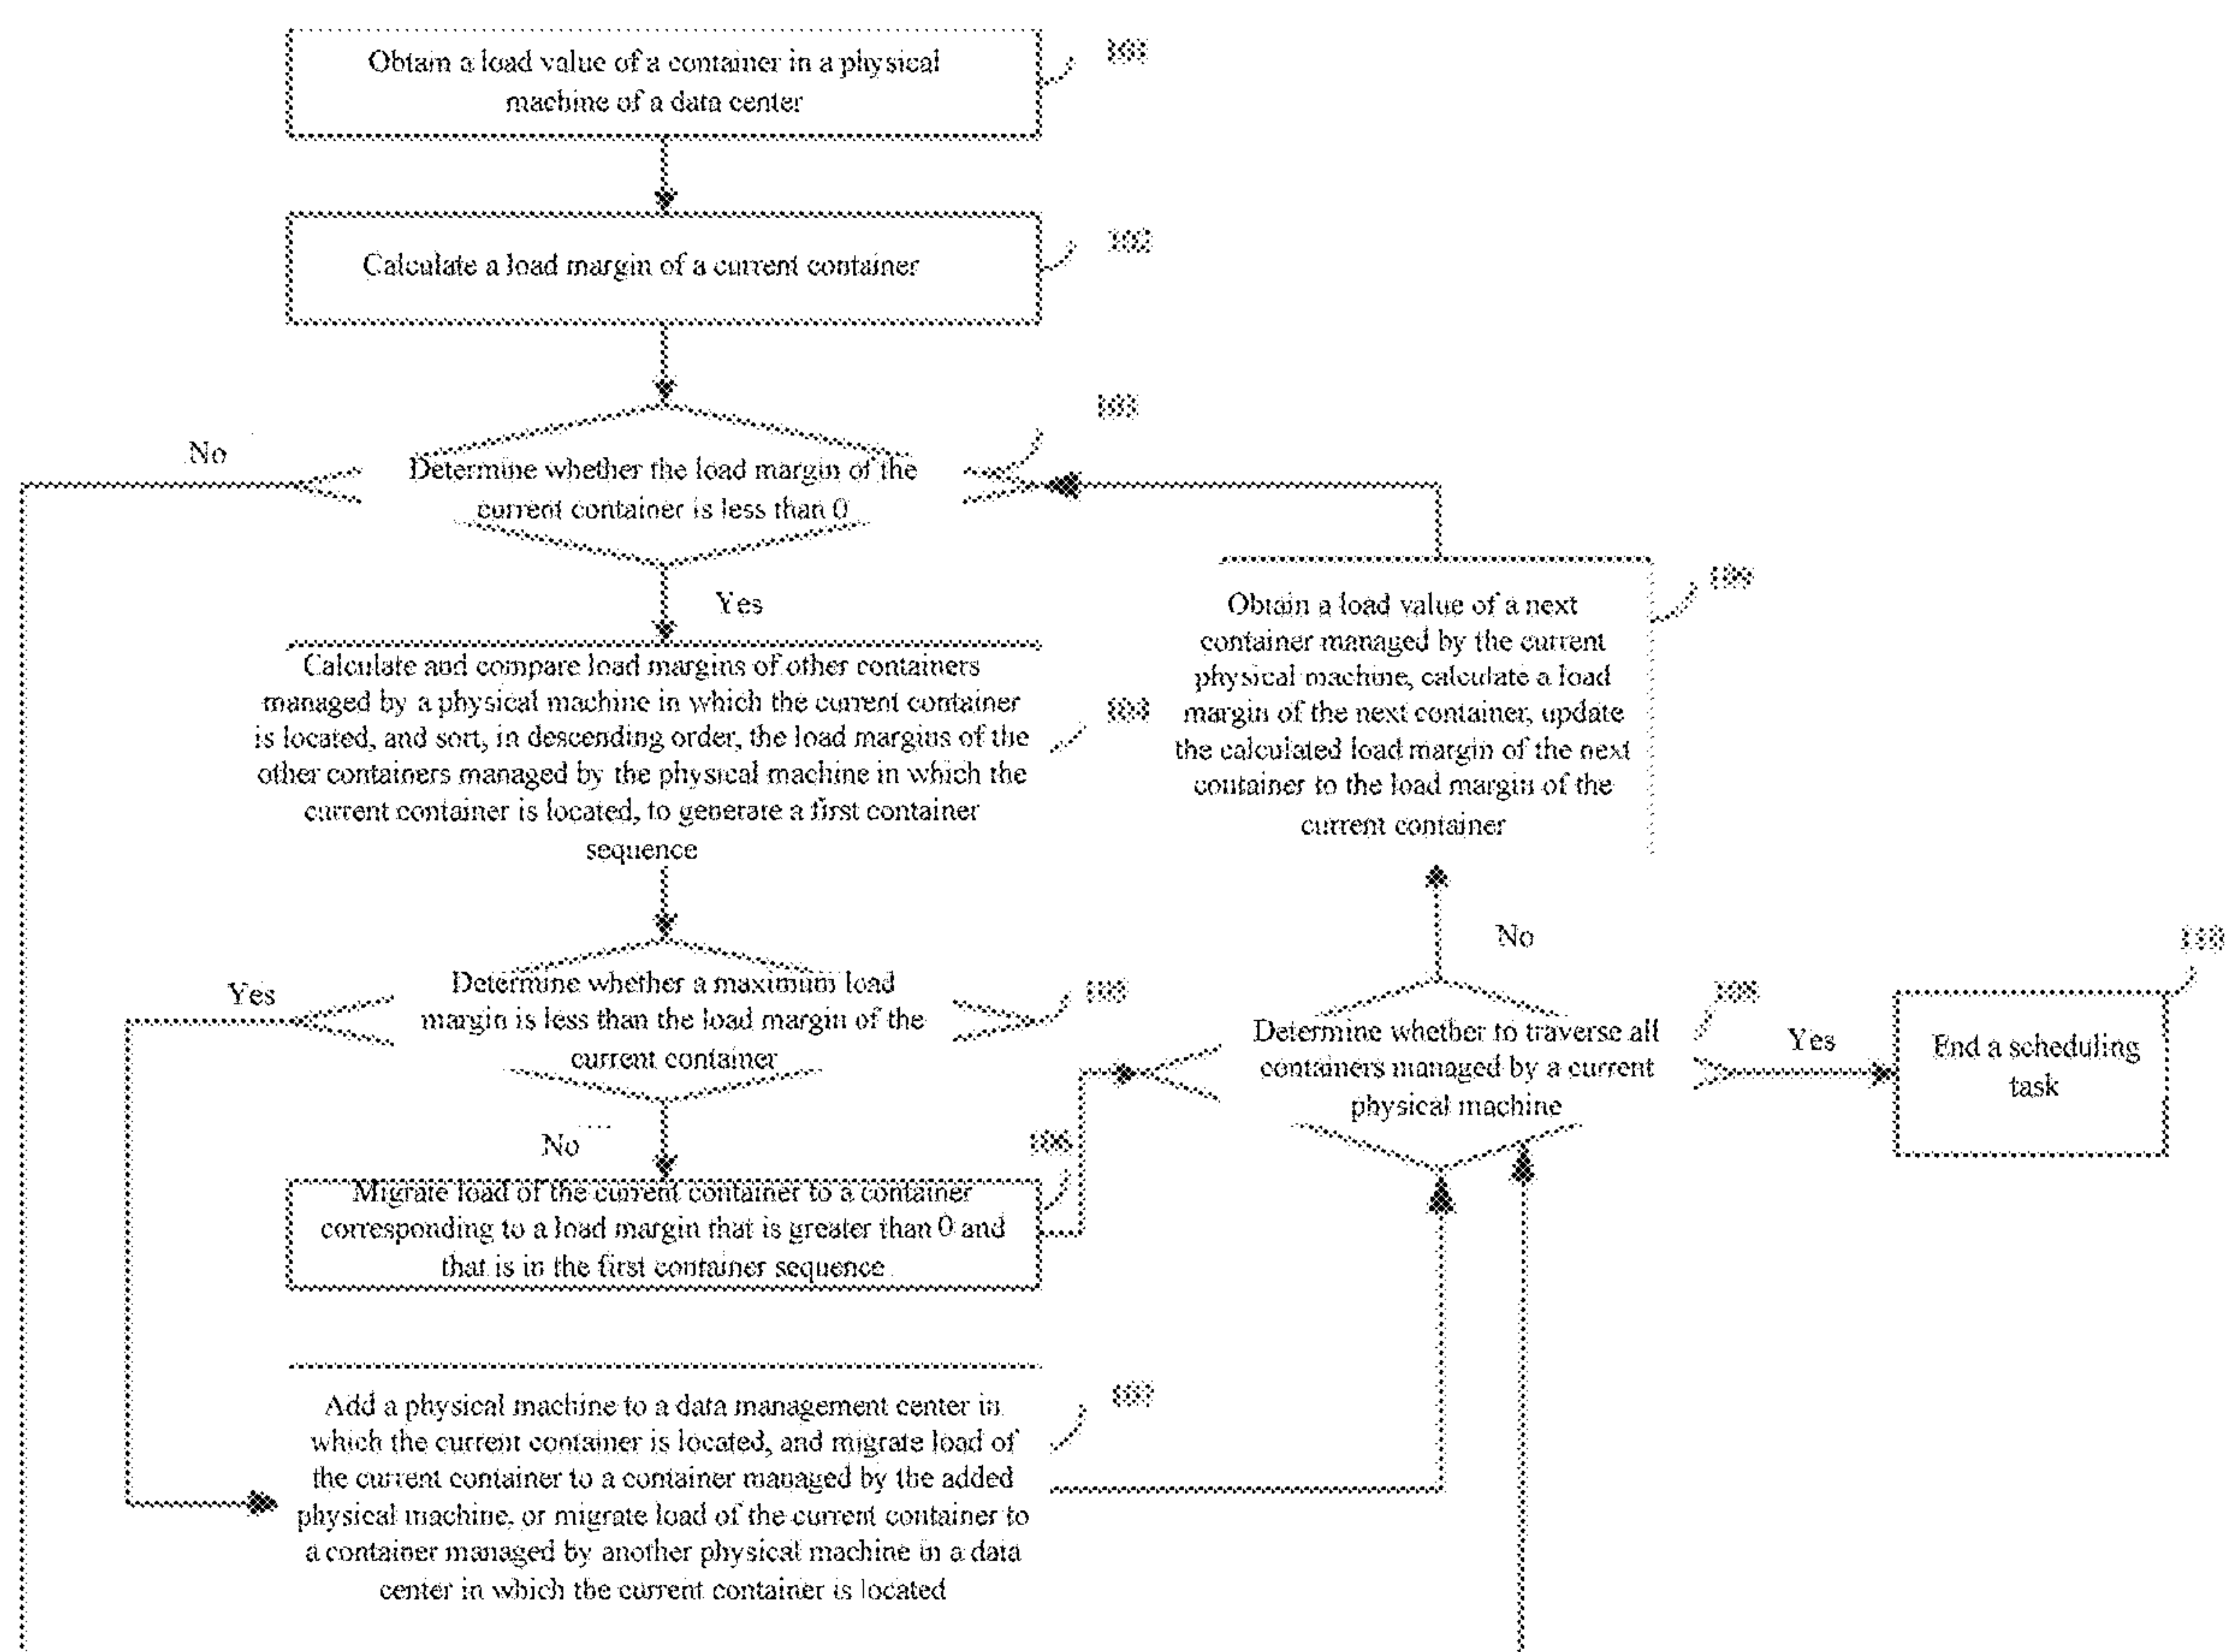 Obtain a load value of a container in a physical
machine of a data center
Calculate a load margin of a current container
102
No
Determine whether the load margin of the
current container is less than 0
Yes
Calculate and compare load margins of other containers
managed by a physical machine in which the current container
is located, and sort, in descending order, the load margins of the
other containers managed by the physical machine in which the
current container is located, to generate a first container
sequence
Obtain a load value of a next
container managed by the current
physical machine, calculate a load
margin of the next container, update
the calculated load margin of the next
container to the load margin of the
current container
Yes
Determine whether a maximum load
margin is less than the load margin of the
current container
105
No
No
Determine whether to traverse all
containers managed by a current
physical machine
Yes
110
End a scheduling
task
Migrate load of the current container to a container
corresponding to a load margin that is greater than 0 and
that is in the first container sequence
Add a physical machine to a data management center in
which the current container is located, and migrate load of
the current container to a container managed by the added
physical machine, or migrate load of the current container to
a container managed by another physical machine in a data
center in which the current container is located